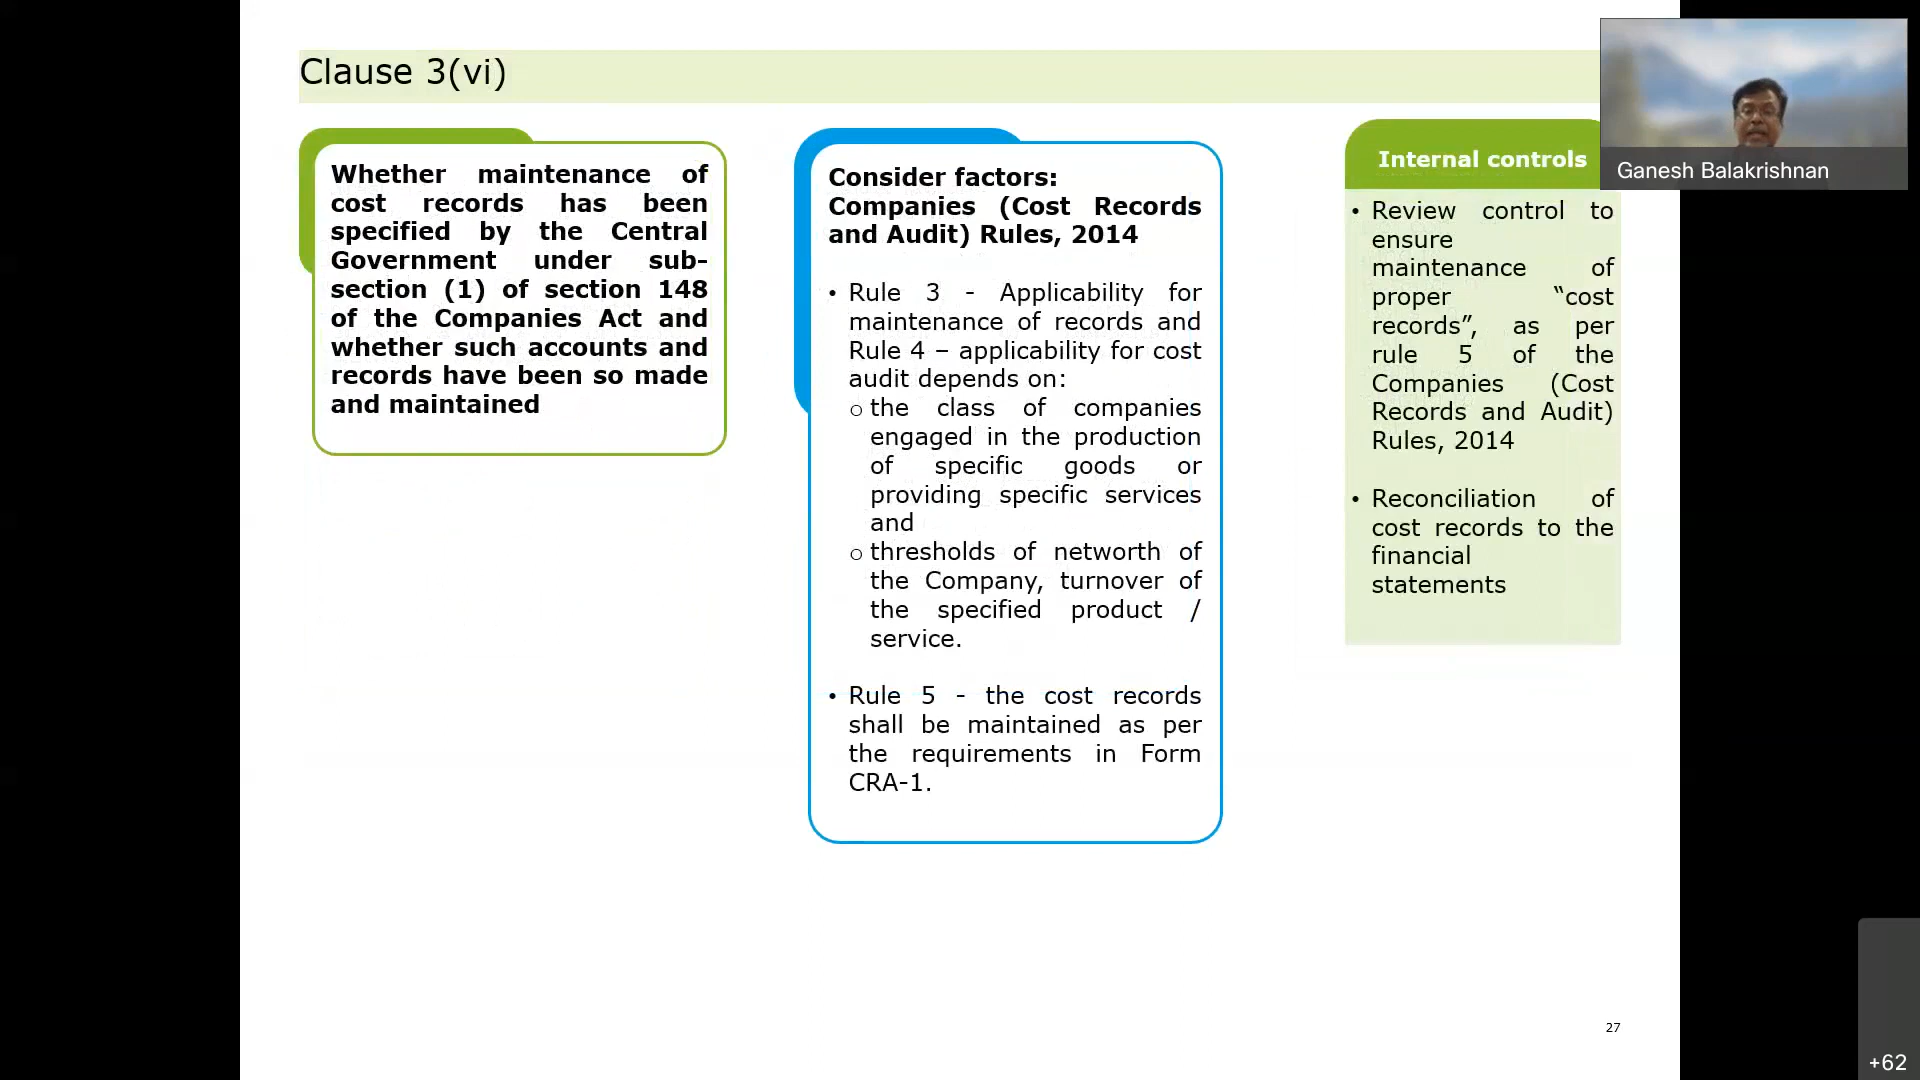 Clause 3(vi)
Whether maintenance of
cost records has been
specified by the Central
Government under sub-
section (1) of section 148
of the Companies Act and
whether such accounts and
records have been so made
and maintained
Consider factors:
Companies (Cost Records
and Audit) Rules, 2014
• Rule 3 - Applicability for
maintenance of records and
Rule 4 – applicability for cost
audit depends on:
o the class of companies
engaged in the production
of specific goods or
providing specific services
and
o thresholds of networth of
the Company, turnover of
the specified product /
service.
• Rule 5 - the cost records
shall be maintained as per
the requirements in Form
CRA-1.
Internal controls
• Review control to
ensure
maintenance of
proper “cost
records”, as per
rule 5 of the
Companies (Cost
Records and Audit)
Rules, 2014
• Reconciliation of
cost records to the
financial
statements
Ganesh Balakrishnan
27
+62